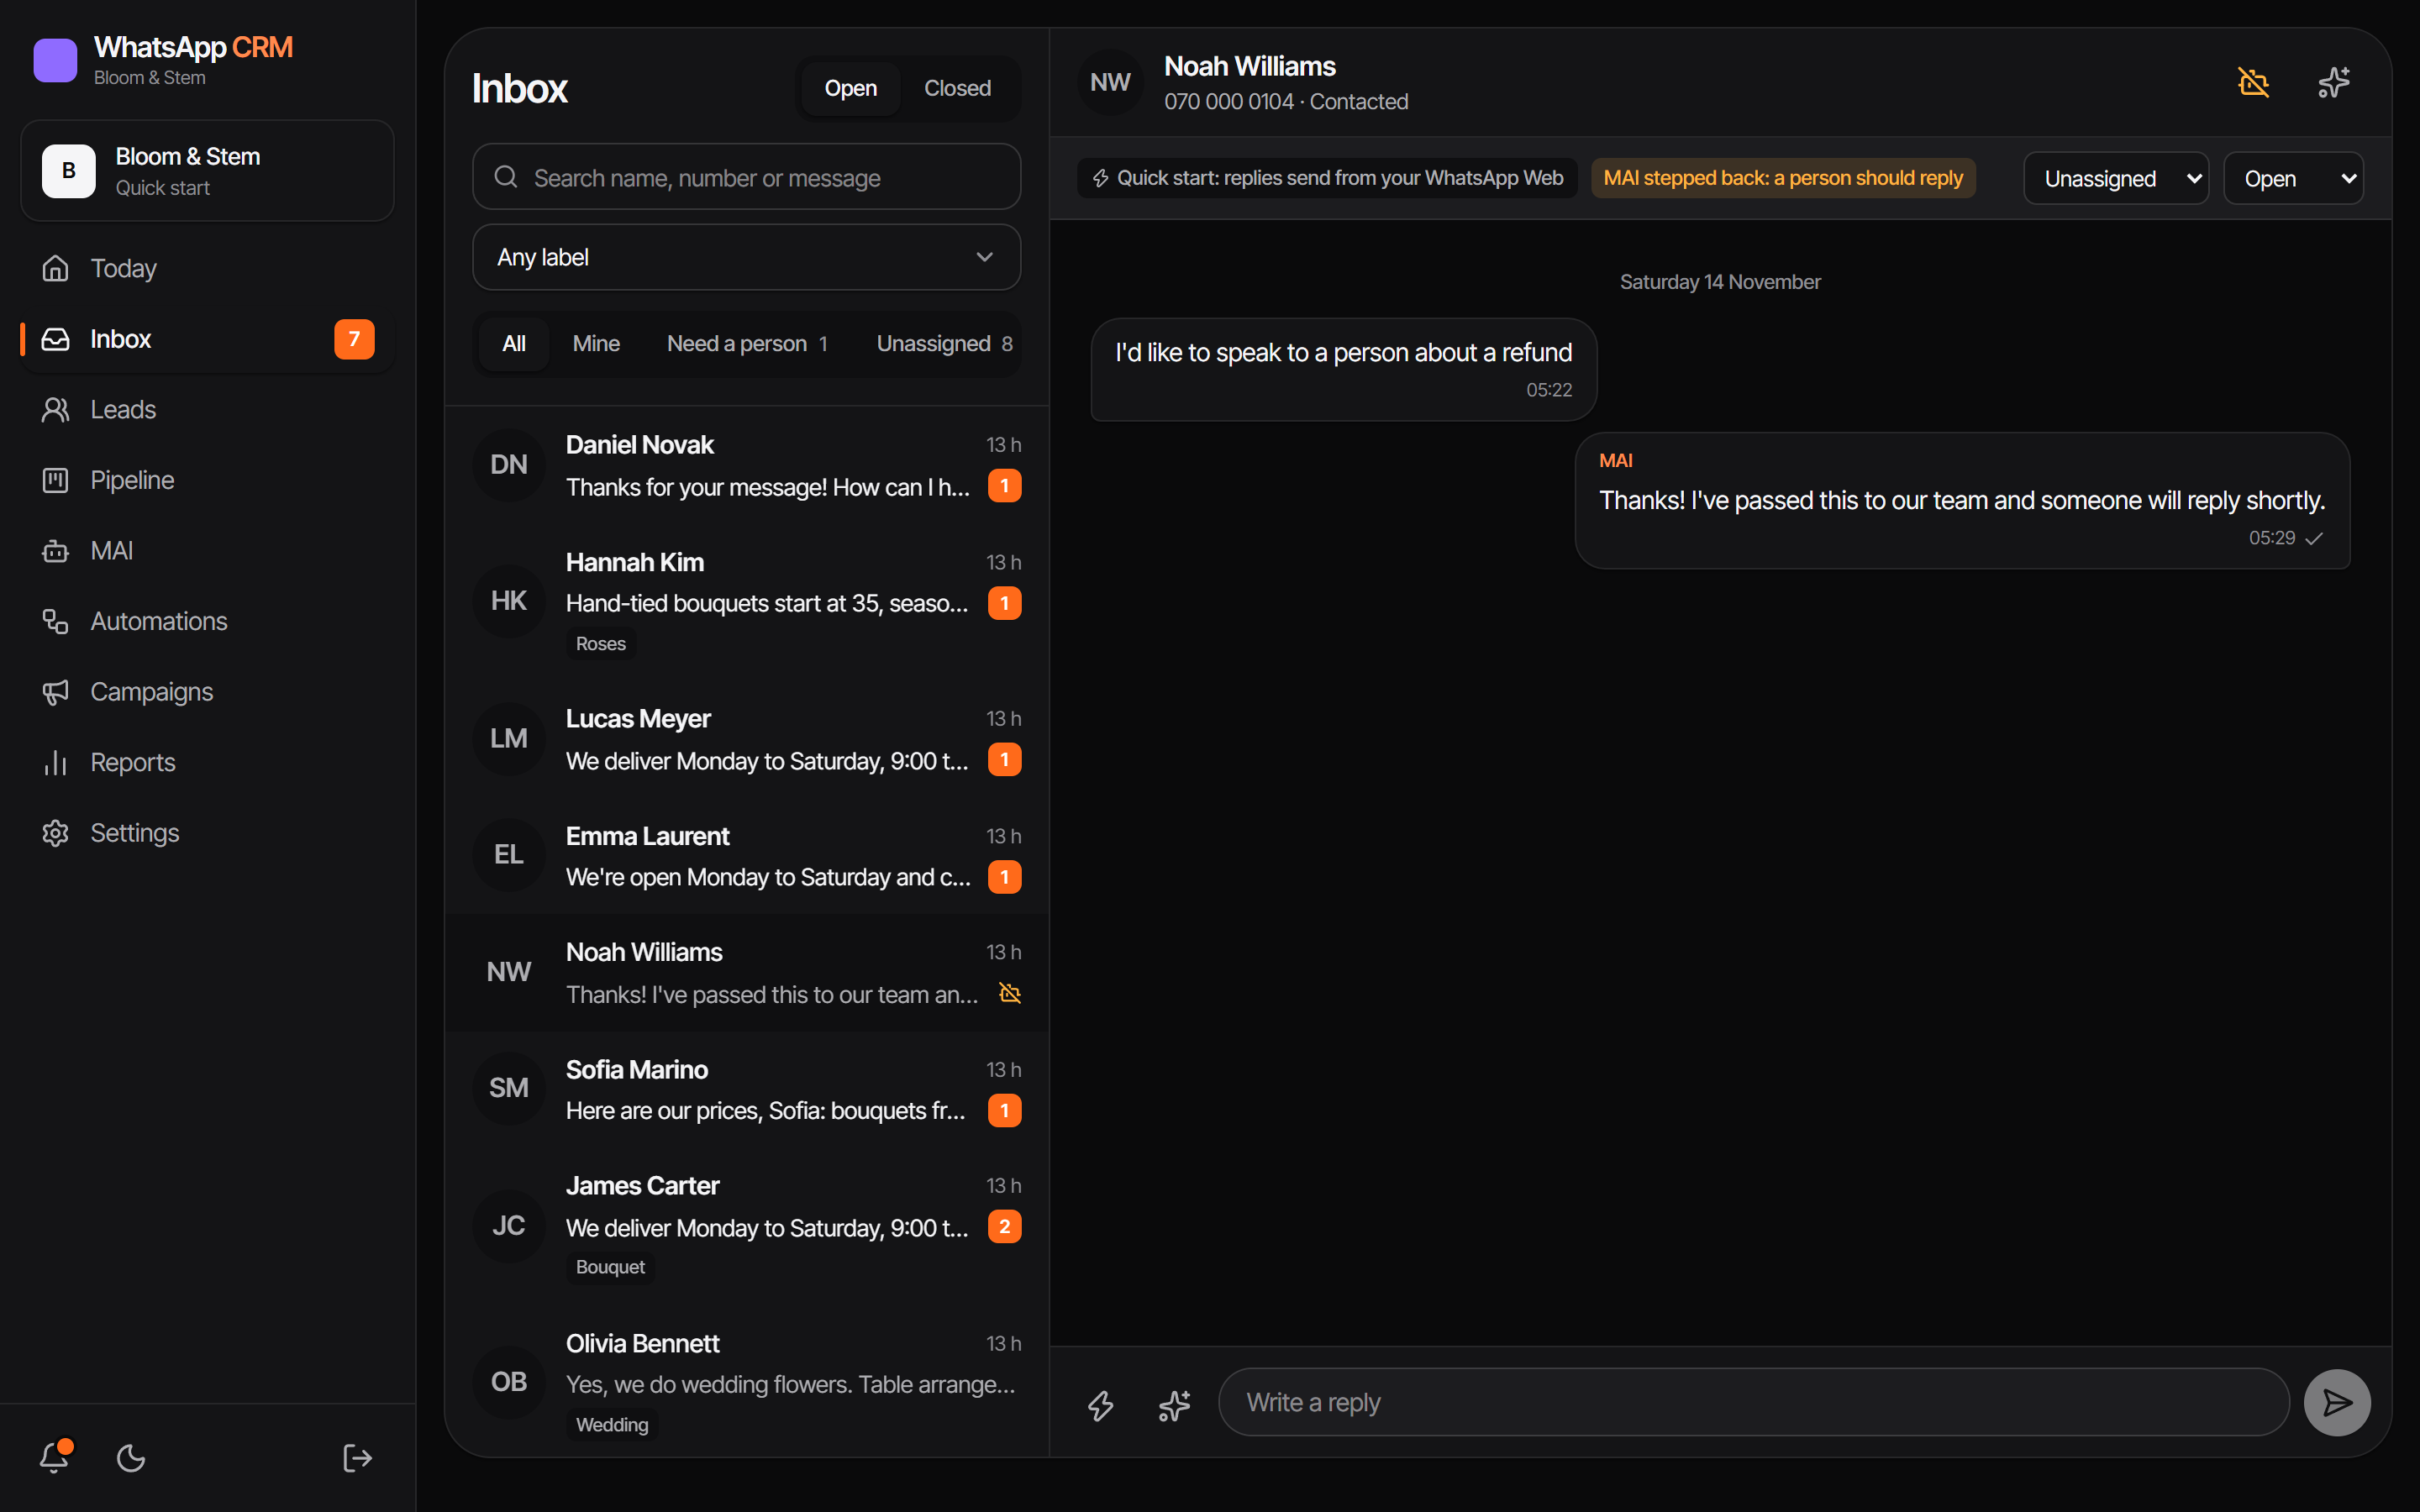 WhatsApp CRM
Bloom & Stem
B
Bloom & Stem
Quick start
Today
Inbox 7
Leads
Pipeline
MAI
Automations
Campaigns
Reports
Settings
Inbox
Open Closed
Search name, number or message
Any label
All Mine Need a person 1 Unassigned 8
DN
Daniel Novak 13 h
Thanks for your message! How can I h... 1
HK
Hannah Kim 13 h
Hand-tied bouquets start at 35, seaso... 1
Roses
LM
Lucas Meyer 13 h
We deliver Monday to Saturday, 9:00 t... 1
EL
Emma Laurent 13 h
We're open Monday to Saturday and c... 1
NW
Noah Williams 13 h
Thanks! I've passed this to our team an...
SM
Sofia Marino 13 h
Here are our prices, Sofia: bouquets fr... 1
JC
James Carter 13 h
We deliver Monday to Saturday, 9:00 t... 2
Bouquet
OB
Olivia Bennett 13 h
Yes, we do wedding flowers. Table arrange...
Wedding
NW
Noah Williams
070 000 0104 · Contacted
Quick start: replies send from your WhatsApp Web
MAI stepped back: a person should reply
Unassigned
Open
Saturday 14 November
I'd like to speak to a person about a refund
05:22
MAI
Thanks! I've passed this to our team and someone will reply shortly.
05:29
Write a reply